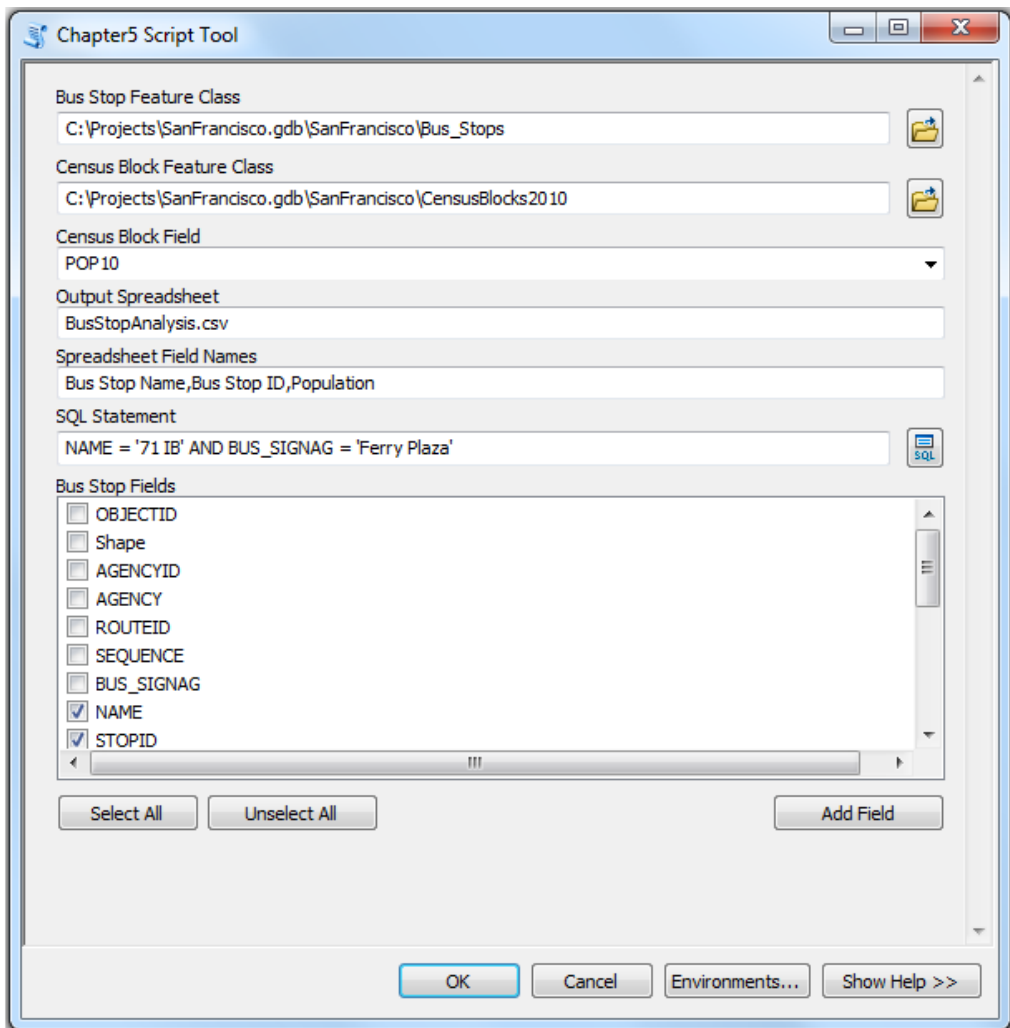 Chapter5 Script Tool
Bus Stop Feature Class
C:\Projects\SanFrancisco.gdb\SanFrancisco\Bus_Stops
Census Block Feature Class
C:\Projects\SanFrancisco.gdb\SanFrancisco\CensusBlocks2010
Census Block Field
POP10
Output Spreadsheet
BusStopAnalysis.csv
Spreadsheet Field Names
Bus Stop Name,Bus Stop ID,Population
SQL Statement
NAME = '71 IB' AND BUS_SIGNAG = 'Ferry Plaza'
SQL
Bus Stop Fields
OBJECTID
Shape
AGENCYID
AGENCY
ROUTEID
SEQUENCE
BUS_SIGNAG
NAME
STOPID
Select All Unselect All Add Field
OK Cancel Environments... Show Help >>